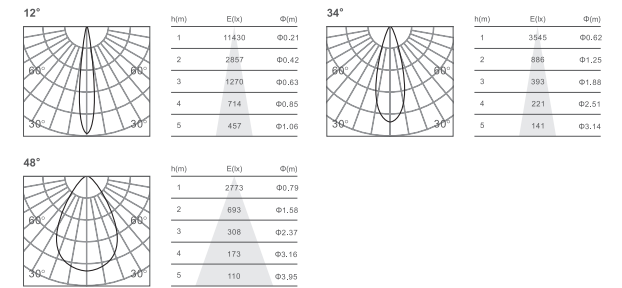 12°
60° 60°
30° 30°
h(m) E(lx) Φ(m)
1 11430 Φ0.21
2 2857 Φ0.42
3 1270 Φ0.63
4 714 Φ0.85
5 457 Φ1.06
34°
60° 60°
30° 30°
h(m) E(lx) Φ(m)
1 3545 Φ0.62
2 886 Φ1.25
3 393 Φ1.88
4 221 Φ2.51
5 141 Φ3.14
48°
60° 60°
30° 30°
h(m) E(lx) Φ(m)
1 2773 Φ0.79
2 693 Φ1.58
3 308 Φ2.37
4 173 Φ3.16
5 110 Φ3.95